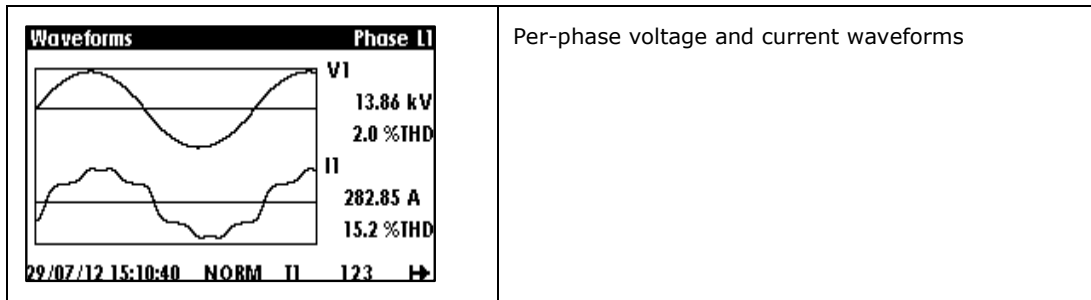 Waveforms Phase L1
V1
13.86 kV
2.0 %THD
I1
282.85 A
15.2 %THD
29/07/12 15:10:40 NORM T1 123
Per-phase voltage and current waveforms